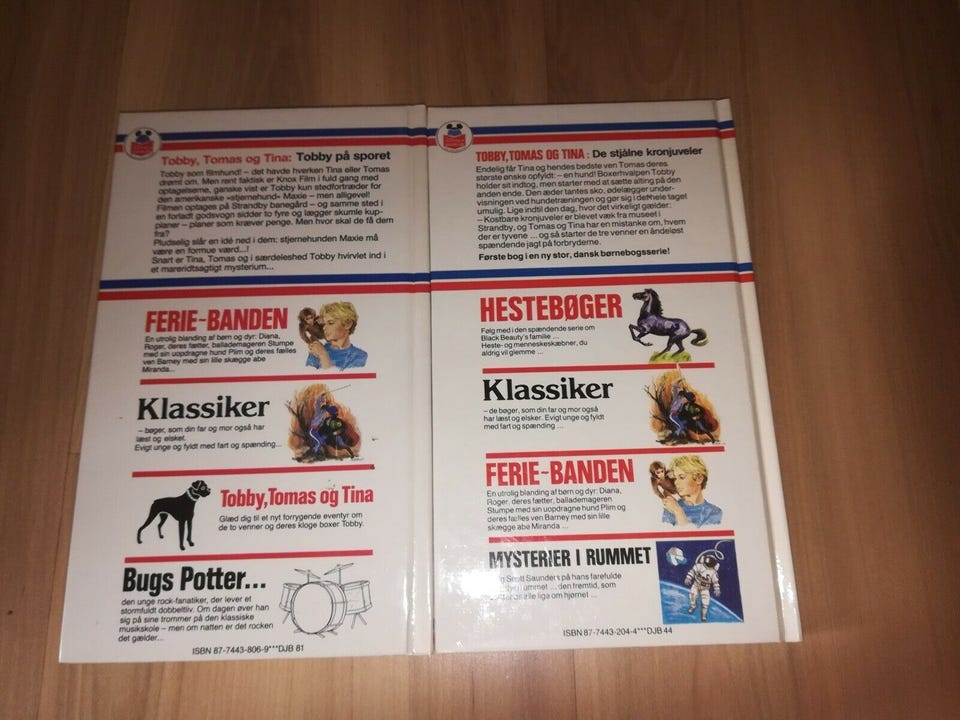 Tobby, Tomas og Tina: Tobby på sporet
Tobby som filmhund! – det havde hverken Tina eller Tomas
drømt om. Men rent faktisk er Knox Film i fuld gang med
optagelserne, ganske vist er Tobby kun stedfortræder for
den amerikanske »stjernehund« Maxie – men alligevel!
Filmen optages på Strandby banegård – og samme sted i
en forladt godsvogn sidder to fyre og lægger skumle kup-
planer – planer som kræver penge. Men hvor skal de få dem
fra?
Pludselig slår en idé ned i dem: stjernehunden Maxie må
være en formue værd...!
Snart er Tina, Tomas og i særdeleshed Tobby hvirvlet ind i
et mareridtsagtigt mysterium...
FERIE-BANDEN
En utrolig blanding af børn og dyr: Diana,
Roger, deres fætter, ballademageren Stumpe
med sin uopdragne hund Plim og deres fælles
ven Barney med sin lille skægge abe
Miranda...
Klassiker
– bøger, som din far og mor også har
læst og elsket.
Evigt unge og fyldt med fart og spænding...
Tobby, Tomas og Tina
Glæd dig til et nyt forrygende eventyr om
de to venner og deres kloge boxer Tobby.
Bugs Potter...
den unge rock-fanatiker, der lever et
stormfuldt dobbeltliv. Om dagen øver han
sig på sine trommer på den klassiske
musikskole – men om natten er det rocken
det gælder...
ISBN 87-7443-806-9***DJB 81
TOBBY, TOMAS OG TINA: De stjålne kronjuveler
Endelig får Tina og hendes bedste ven Tomas deres
største ønske opfyldt: – en hund! Boxerhvalpen Tobby
holder sit indtog, men starter med at sætte alting på den
anden ende. Den æder tantes sko, ødelægger under-
visningen ved hundetræningen og gør sig i det hele taget
umulig. Lige indtil den dag, hvor det virkelig gælder:
– Kostbare kronjuveler er blevet væk fra museet i
Strandby, og Tomas og Tina har en mistanke om, hvem
der er tyvene ... og så starter de tre venner en åndeløst
spændende jagt på forbryderne.
Første bog i en ny stor, dansk børnebogsserie!
HESTEBØGER
Følg med i den spændende serie om
Black Beauty's familie ...
Heste- og menneskeskæbner, du
aldrig vil glemme ...
Klassiker
– de bøger, som din far og mor også
har læst og elsker. Evigt unge og fyldt
med fart og spænding ...
FERIE-BANDEN
En utrolig blanding af børn og dyr: Diana,
Roger, deres fætter, ballademageren
Stumpe med sin uopdragne hund Plim og
deres fælles ven Barney med sin lille
skægge abe Miranda ...
MYSTERIER I RUMMET
Scott Saunders på hans farefulde
rummet ... den fremtid, som
liga om hjernet ...
ISBN 87-7443-204-4***DJB 44